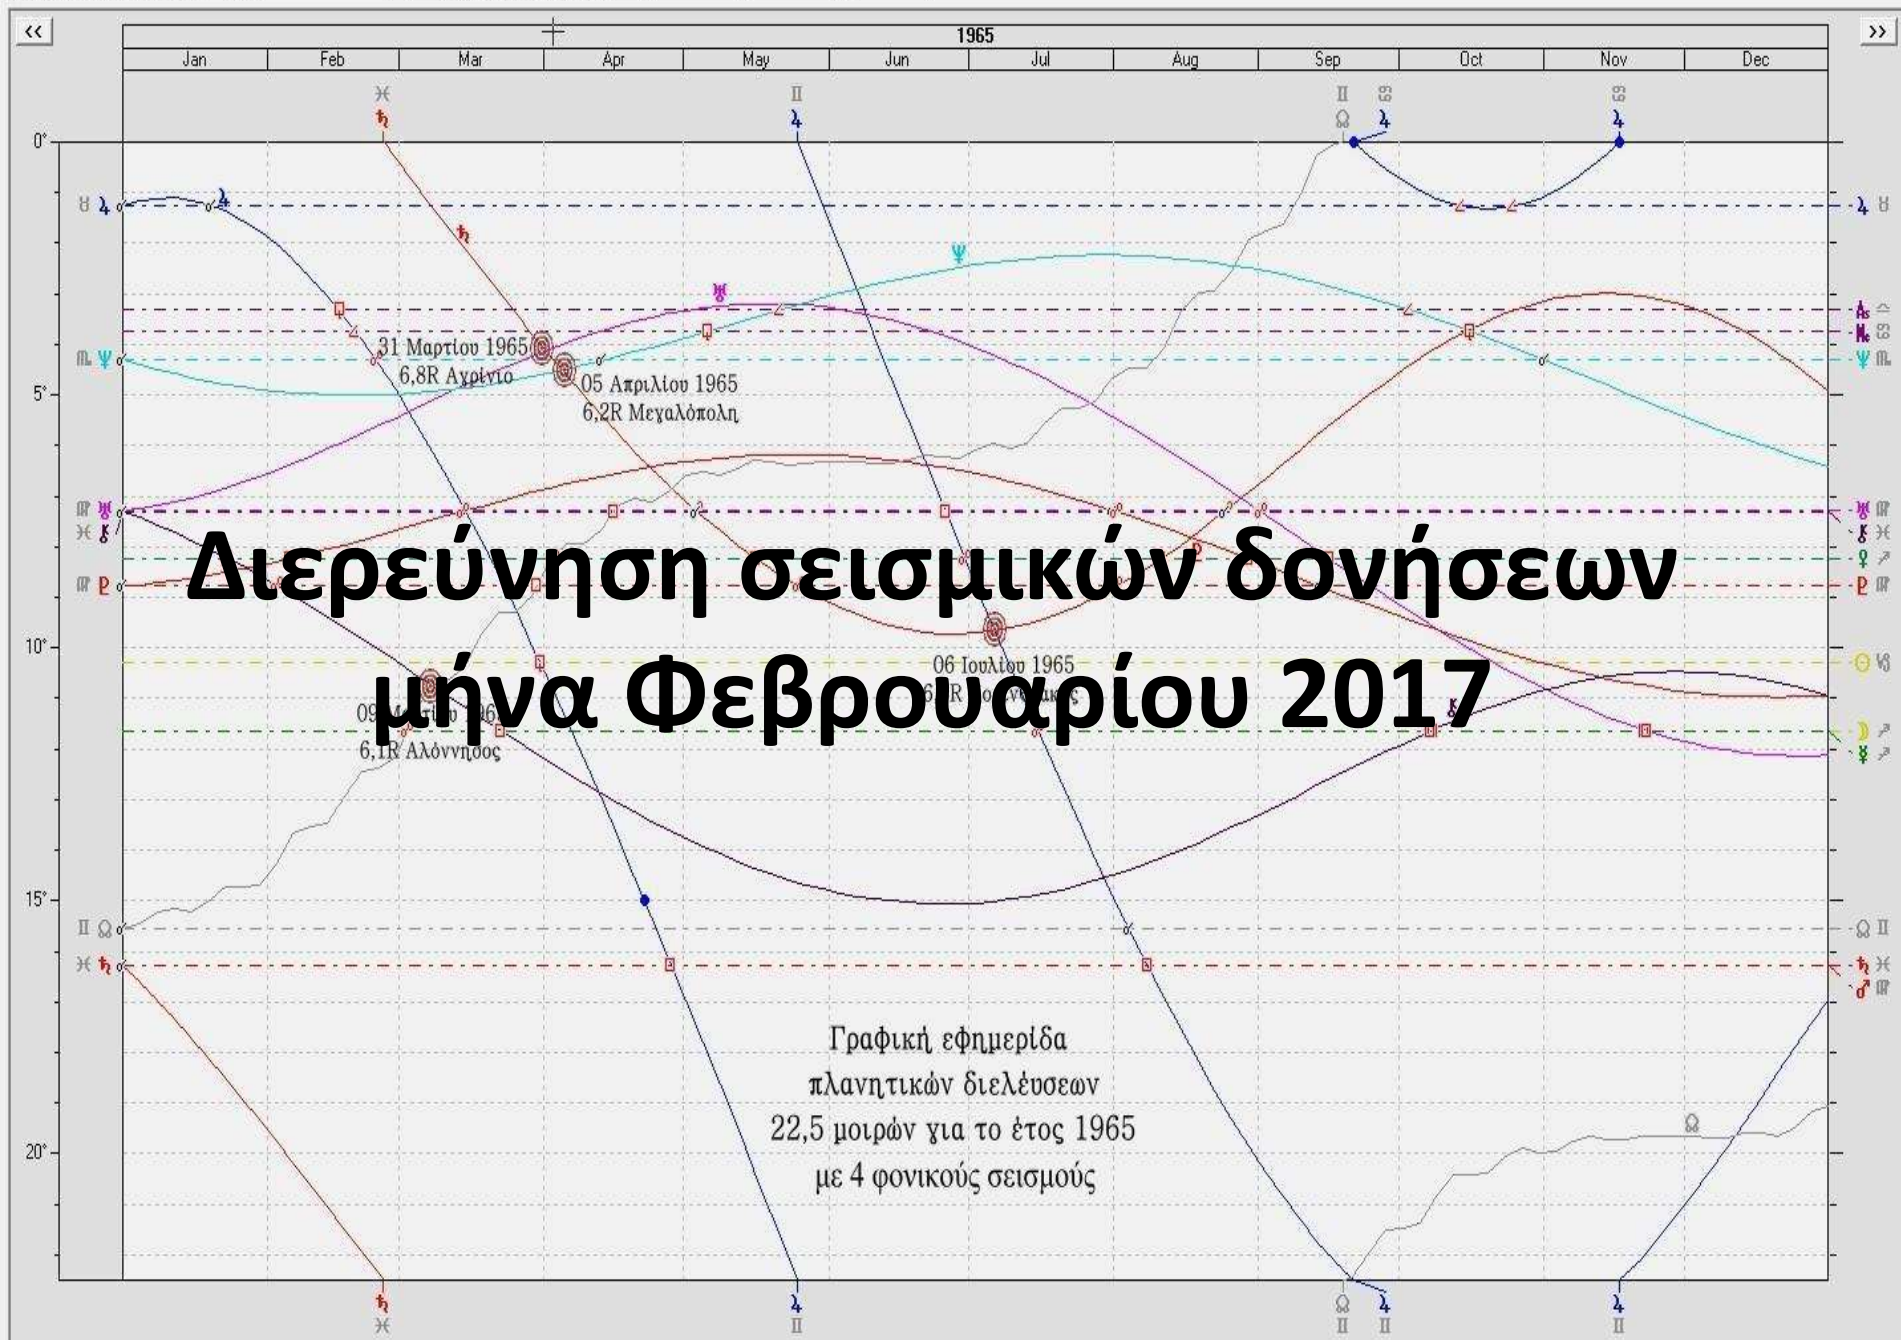 <<
1965
>>
Jan Feb Mar Apr May Jun Jul Aug Sep Oct Nov Dec
0°
31 Μαρτίου 1965
6,8R Αγρίνιο
05 Απριλίου 1965
6,2R Μεγαλόπολη
5°
Διερεύνηση σεισμικών δονήσεων
μήνα Φεβρουαρίου 2017
10°
06 Ιουλίου 1965
09
6,1R Αλόννησος
15°
Γραφική εφημερίδα
πλανητικών διελέυσεων
22,5 μοιρών για το έτος 1965
με 4 φονικούς σεισμούς
20°